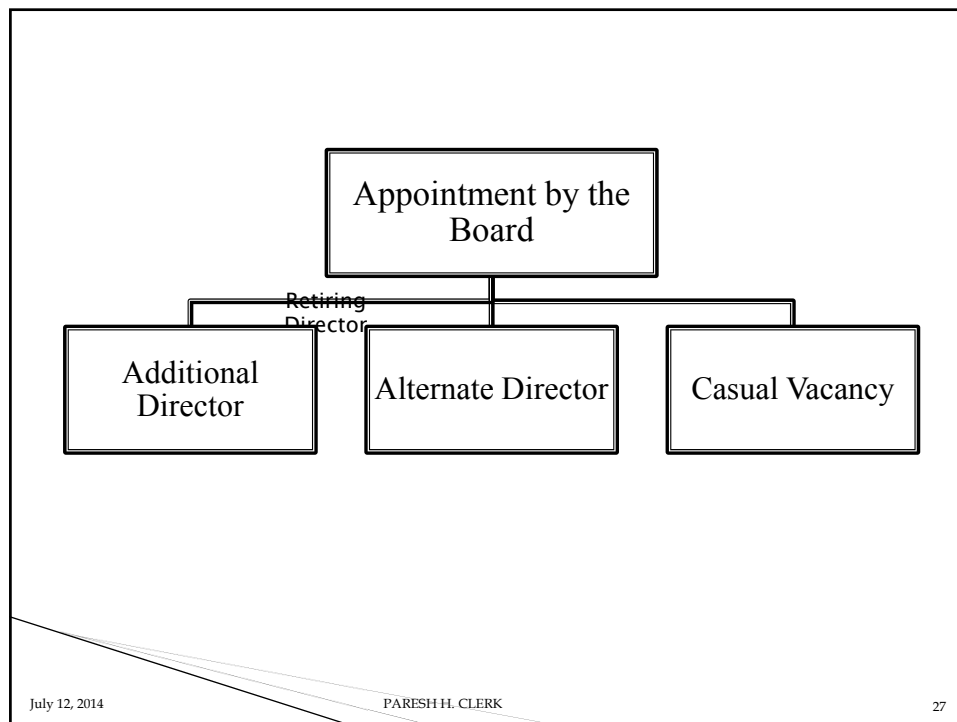 Appointment by the
Board
Retiring
Director
Additional
Director
Alternate Director
Casual Vacancy
July 12, 2014
PARESH H. CLERK
27